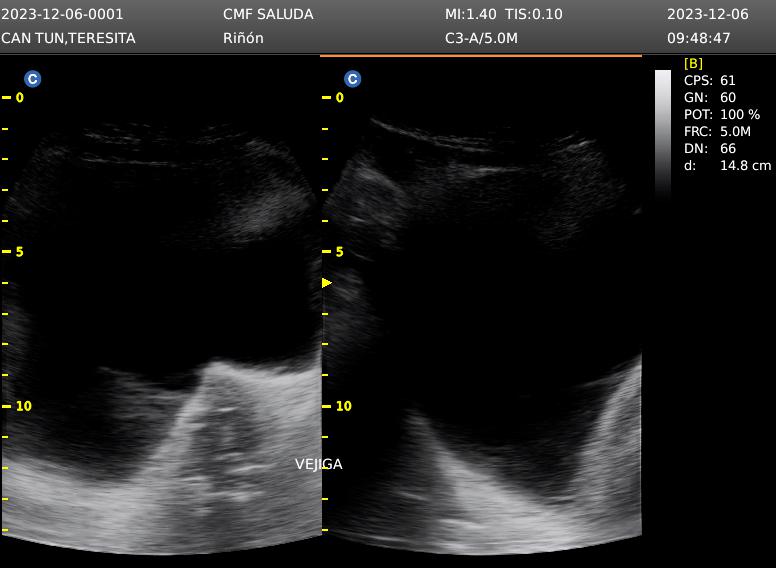 2023-12-06-0001 CMF SALUDA MI:1.40 TIS:0.10 2023-12-06
CAN TUN,TERESITA Riñón C3-A/5.0M 09:48:47
C C
[B]
CPS: 61
GN: 60
POT: 100 %
FRC: 5.0M
DN: 66
d: 14.8 cm
0 0
5 5
10 10
VEJIGA